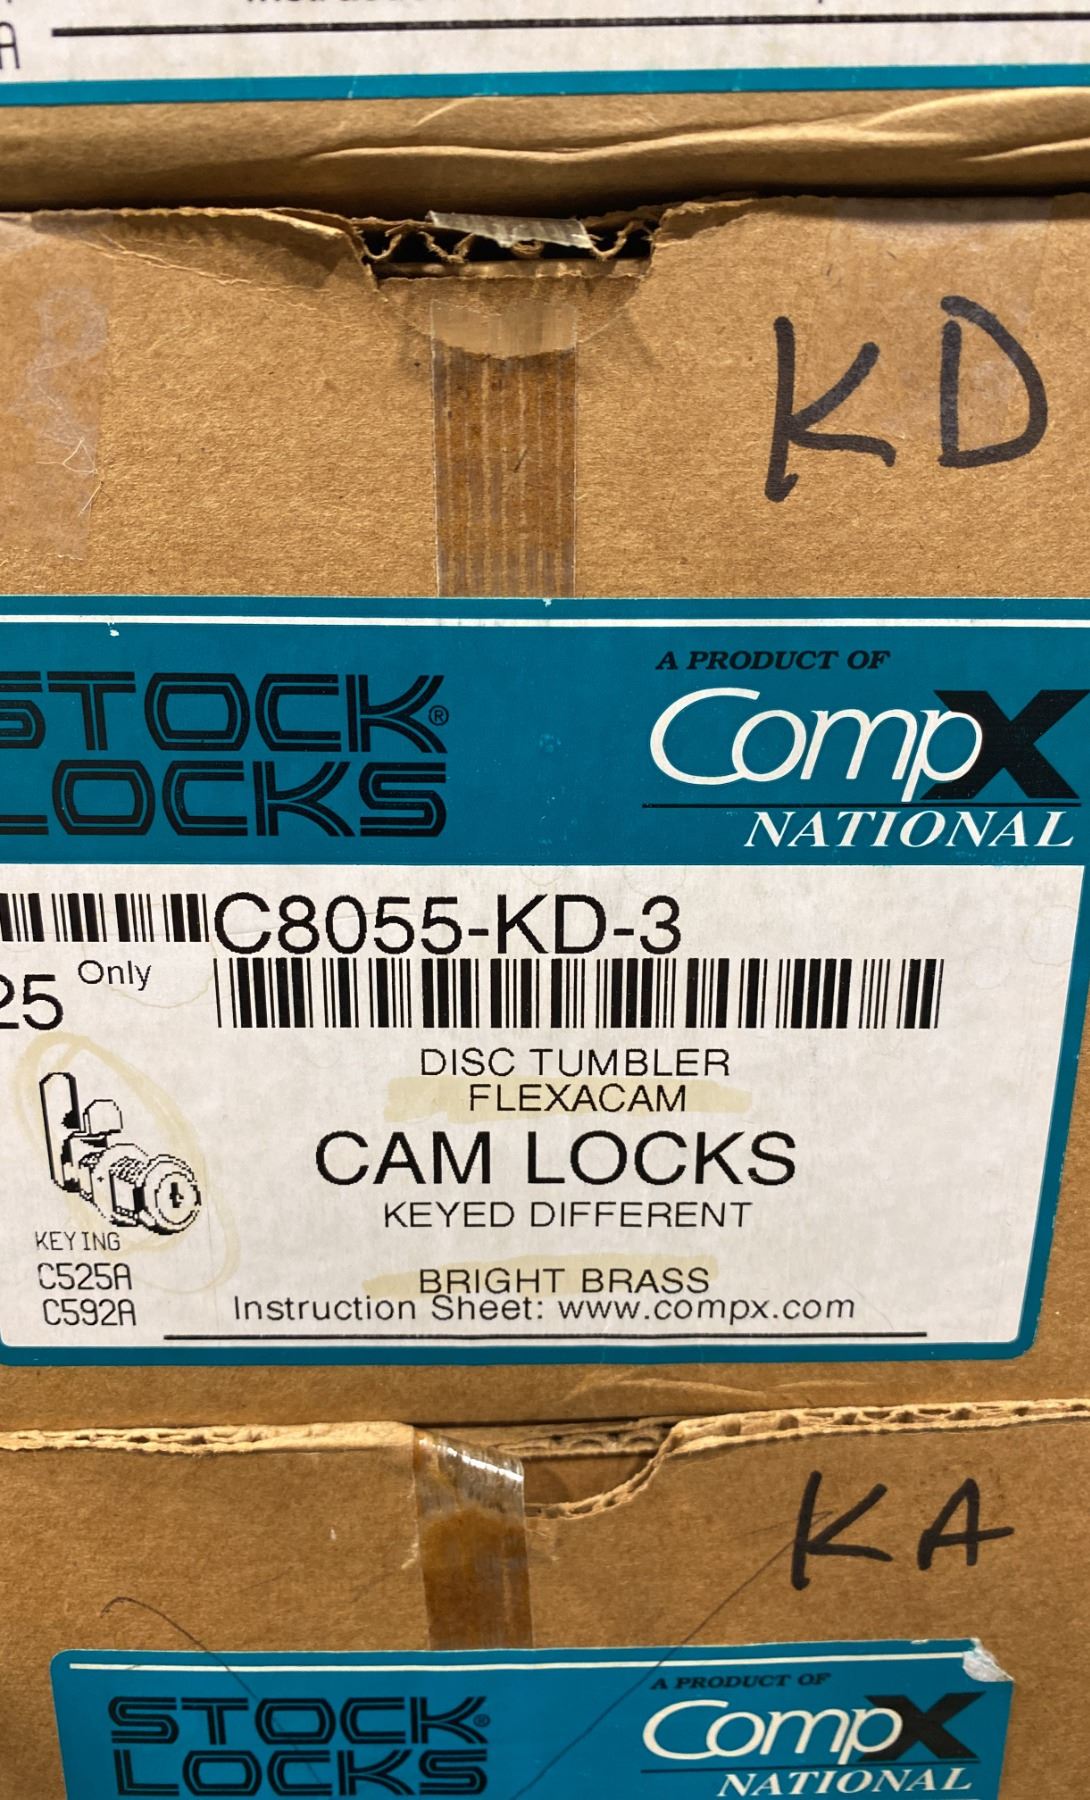 A
KD
STOCK®
LOCKS
A PRODUCT OF
CompX
NATIONAL
C8055-KD-3
25 Only
DISC TUMBLER
FLEXACAM
CAM LOCKS
KEYED DIFFERENT
KEYING
C525A
C592A
BRIGHT BRASS
Instruction Sheet: www.compx.com
KA
STOCK®
LOCKS
A PRODUCT OF
CompX
NATIONAL